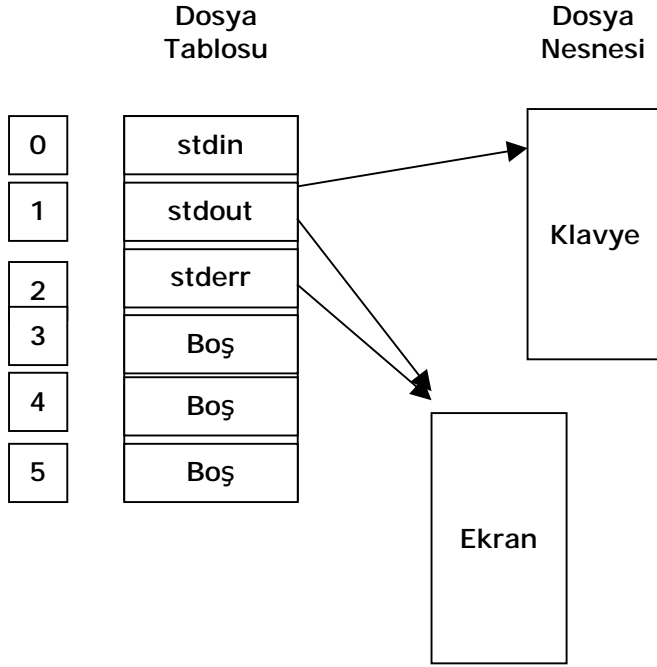 Dosya
Tablosu
Dosya
Nesnesi
0
stdin
1
stdout
2
stderr
3
Boş
4
Boş
5
Boş
Klavye
Ekran